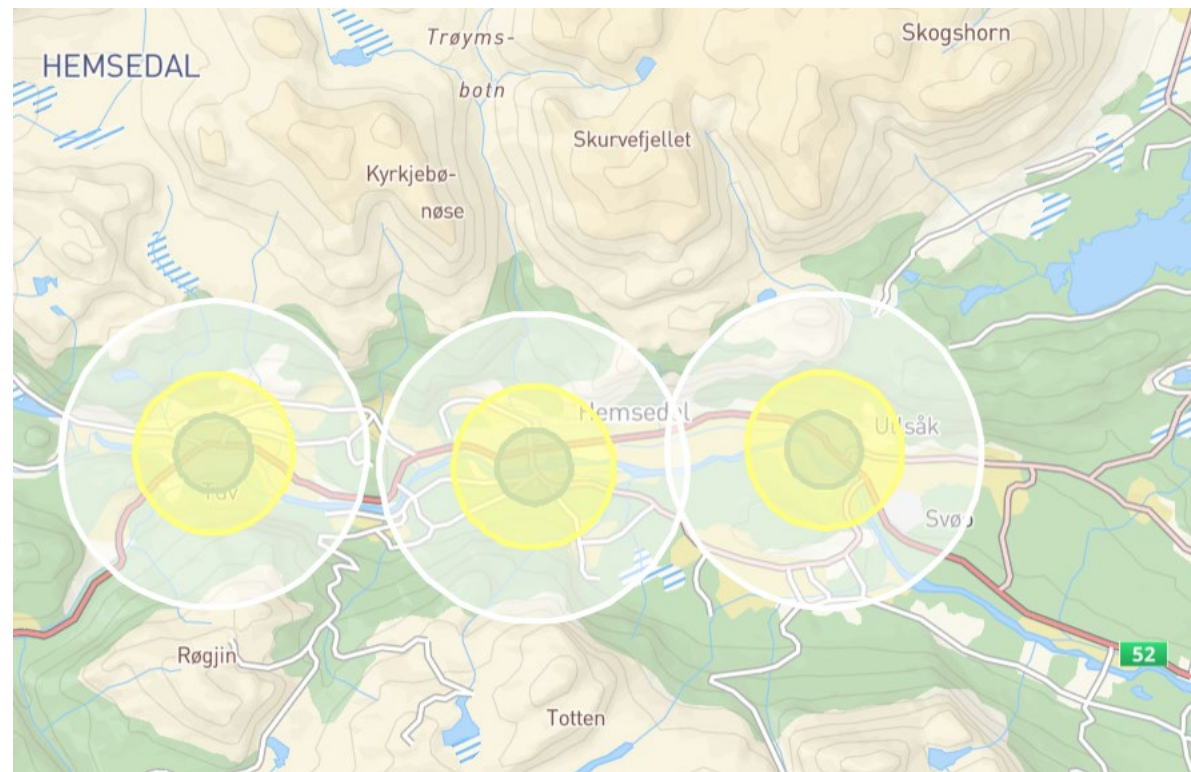 Skogshorn
Trøyms-
botn
HEMSEDAL
Skurvefjellet
Kyrkjebø-
nøse
Hemsedal
Ulsåk
Tuv
Svøo
52
Røgjin
Totten